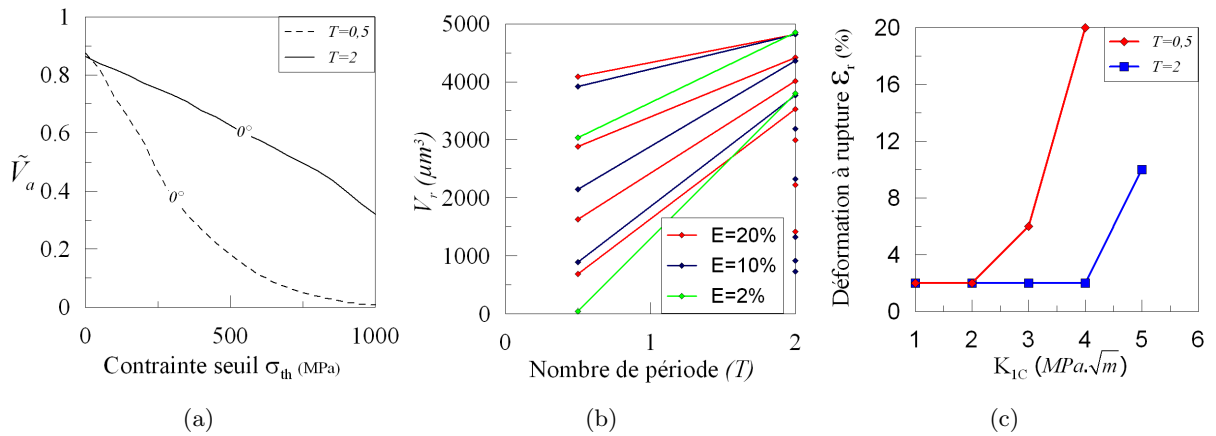 (a)
1
0,8
0.6
0.4
0.2
0
Ṽa
0
500
1000
Contrainte seuil σth (MPa)
T=0,5
T=2
0°
0°
5000
4000
3000
2000
1000
0
Vr (μm³)
0
1
2
Nombre de période (T)
E=20%
E=10%
E=2%
(b)
20
16
12
8
4
0
Déformation à rupture εr (%)
1
2
3
4
5
6
K1C (MPa.√m)
T=0,5
T=2
(c)